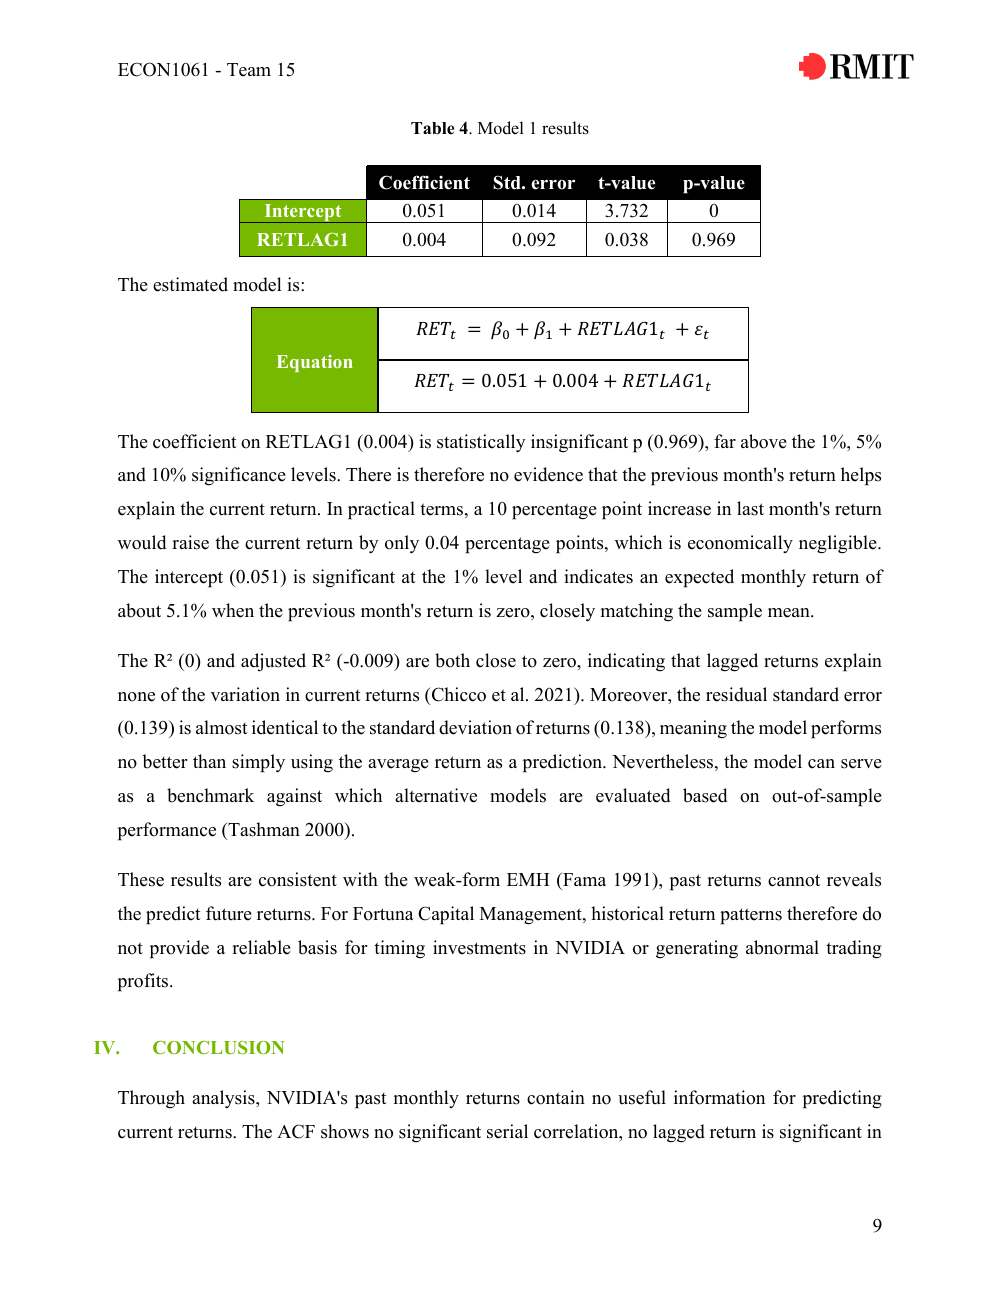 ECON1061 - Team 15
RMIT
Table 4. Model 1 results
Coefficient Std. error t-value p-value
Intercept 0.051 0.014 3.732 0
RETLAG1 0.004 0.092 0.038 0.969
The estimated model is:
Equation
𝑅𝐸𝑇𝑡 = 𝛽0 + 𝛽1 + 𝑅𝐸𝑇𝐿𝐴𝐺1𝑡 + 𝜀𝑡
𝑅𝐸𝑇𝑡 = 0.051 + 0.004 + 𝑅𝐸𝑇𝐿𝐴𝐺1𝑡
The coefficient on RETLAG1 (0.004) is statistically insignificant p (0.969), far above the 1%, 5%
and 10% significance levels. There is therefore no evidence that the previous month's return helps
explain the current return. In practical terms, a 10 percentage point increase in last month's return
would raise the current return by only 0.04 percentage points, which is economically negligible.
The intercept (0.051) is significant at the 1% level and indicates an expected monthly return of
about 5.1% when the previous month's return is zero, closely matching the sample mean.
The R² (0) and adjusted R² (-0.009) are both close to zero, indicating that lagged returns explain
none of the variation in current returns (Chicco et al. 2021). Moreover, the residual standard error
(0.139) is almost identical to the standard deviation of returns (0.138), meaning the model performs
no better than simply using the average return as a prediction. Nevertheless, the model can serve
as a benchmark against which alternative models are evaluated based on out-of-sample
performance (Tashman 2000).
These results are consistent with the weak-form EMH (Fama 1991), past returns cannot reveals
the predict future returns. For Fortuna Capital Management, historical return patterns therefore do
not provide a reliable basis for timing investments in NVIDIA or generating abnormal trading
profits.
IV. CONCLUSION
Through analysis, NVIDIA's past monthly returns contain no useful information for predicting
current returns. The ACF shows no significant serial correlation, no lagged return is significant in
9